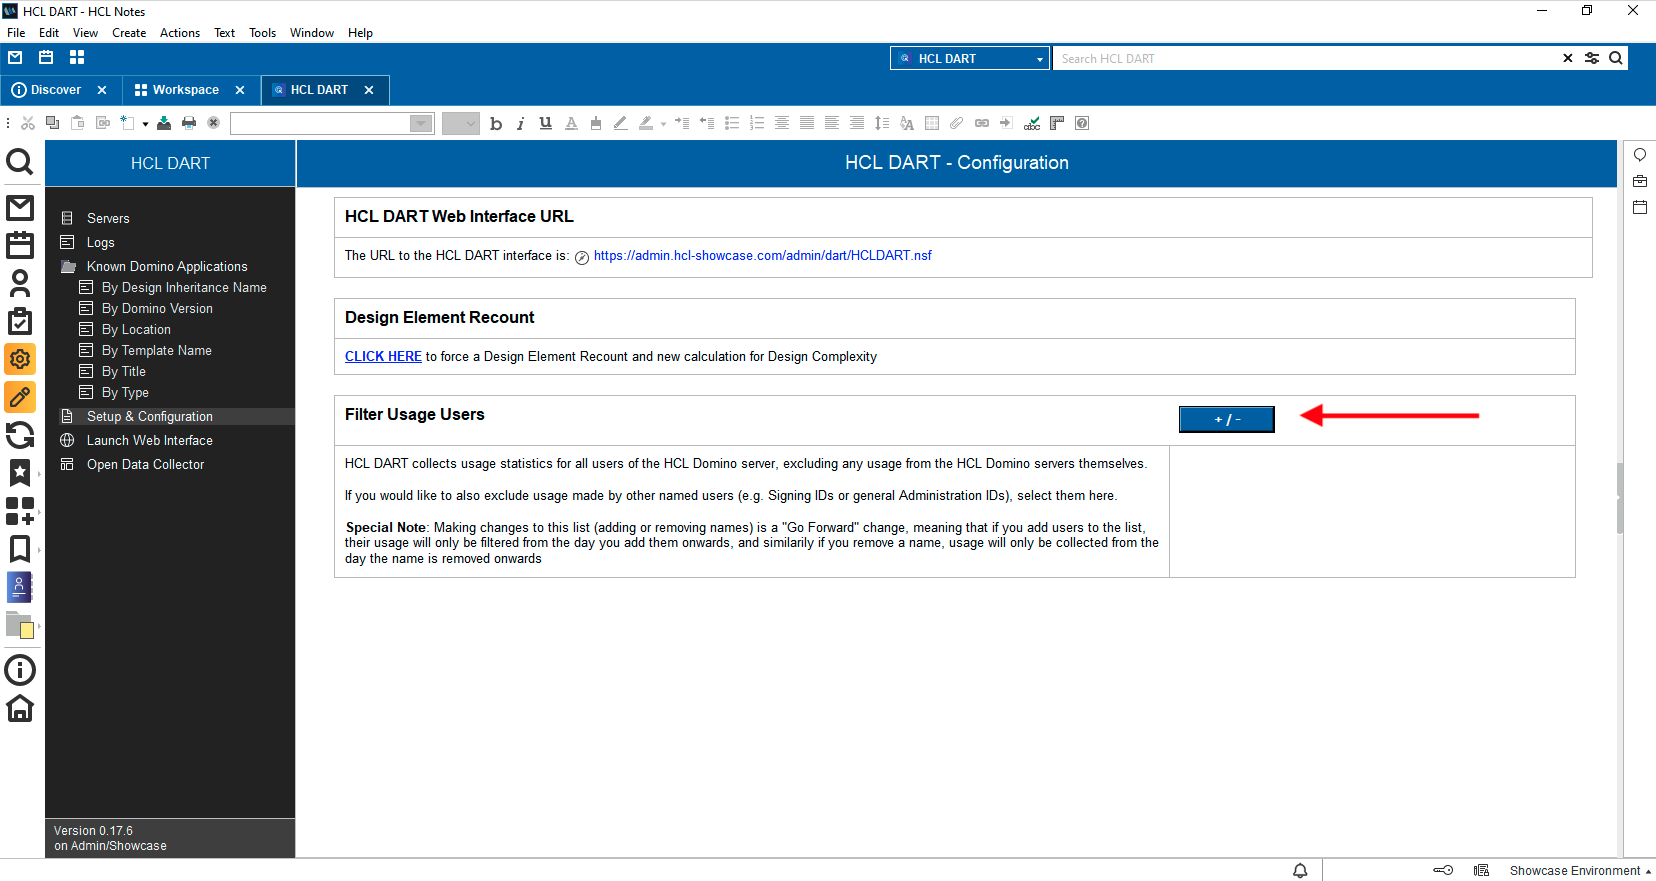 HCL DART - HCL Notes
File Edit View Create Actions Text Tools Window Help
HCL DART
Search HCL DART
Discover
Workspace
HCL DART
b i u A
abc
HCL DART
HCL DART - Configuration
Servers
Logs
Known Domino Applications
By Design Inheritance Name
By Domino Version
By Location
By Template Name
By Title
By Type
Setup & Configuration
Launch Web Interface
Open Data Collector
HCL DART Web Interface URL
The URL to the HCL DART interface is: https://admin.hcl-showcase.com/admin/dart/HCLDART.nsf
Design Element Recount
CLICK HERE to force a Design Element Recount and new calculation for Design Complexity
Filter Usage Users
+ / -
HCL DART collects usage statistics for all users of the HCL Domino server, excluding any usage from the HCL Domino servers themselves.
If you would like to also exclude usage made by other named users (e.g. Signing IDs or general Administration IDs), select them here.
Special Note: Making changes to this list (adding or removing names) is a "Go Forward" change, meaning that if you add users to the list,
their usage will only be filtered from the day you add them onwards, and similarily if you remove a name, usage will only be collected from the
day the name is removed onwards
Version 0.17.6
on Admin/Showcase
Showcase Environment